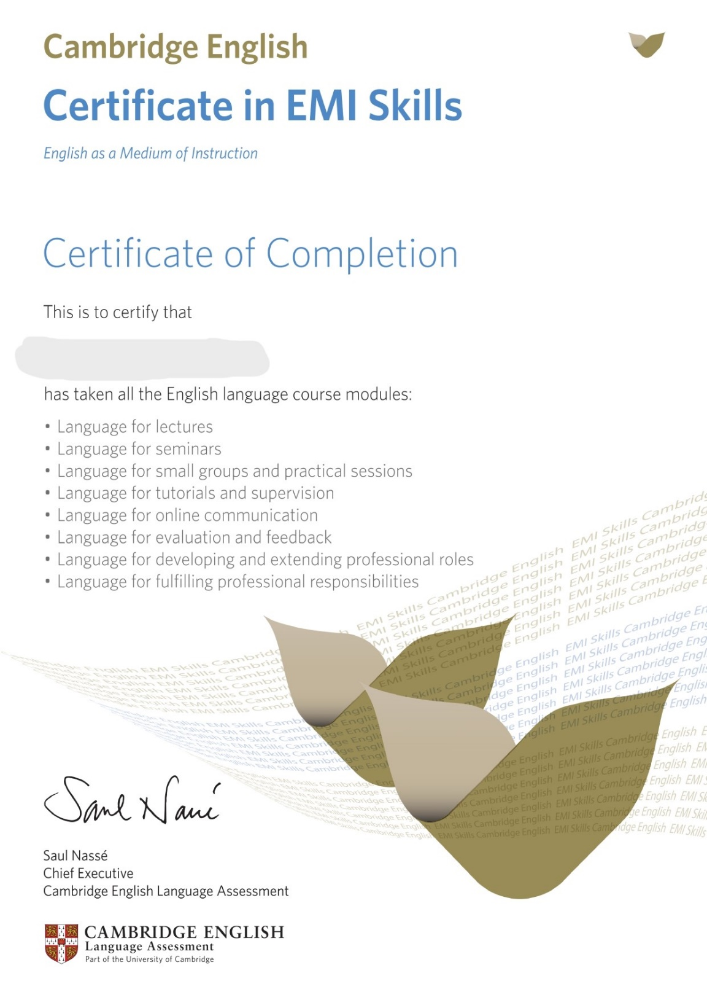 Cambridge English
Certificate in EMI Skills
English as a Medium of Instruction
Certificate of Completion
This is to certify that
has taken all the English language course modules:
• Language for lectures
• Language for seminars
• Language for small groups and practical sessions
• Language for tutorials and supervision
• Language for online communication
• Language for evaluation and feedback
• Language for developing and extending professional roles
• Language for fulfilling professional responsibilities
Saul Nassé
Saul Nassé
Chief Executive
Cambridge English Language Assessment
CAMBRIDGE ENGLISH
Language Assessment
Part of the University of Cambridge